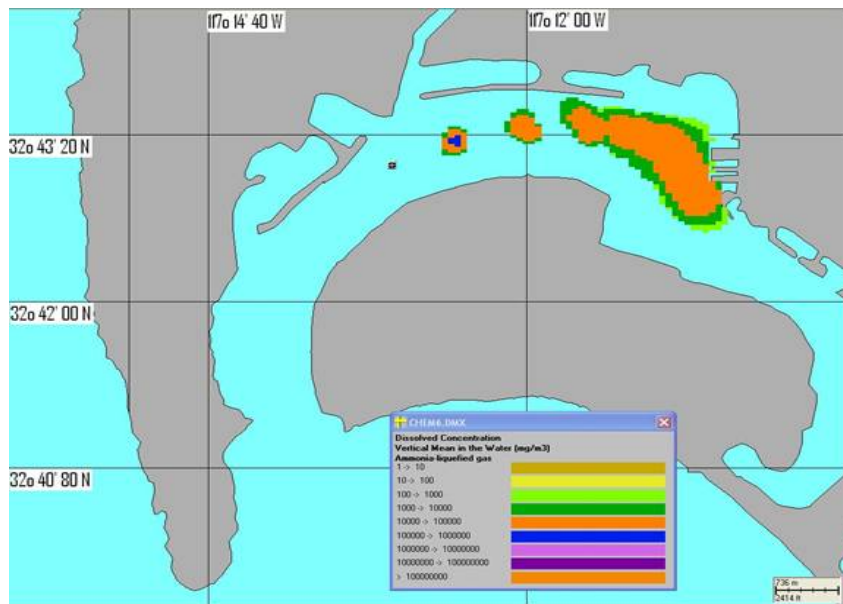 117o 14' 40 W
117o 12' 00 W
32o 43' 20 N
32o 42' 00 N
32o 40' 80 N
CHEM6.DMX
Dissolved Concentration
Vertical Mean in the Water (mg/m3)
Ammonia-liquefied gas
1 -> 10
10 -> 100
100 -> 1000
1000 -> 10000
10000 -> 100000
100000 -> 1000000
1000000 -> 10000000
10000000 -> 100000000
> 100000000
736 m
2414 ft